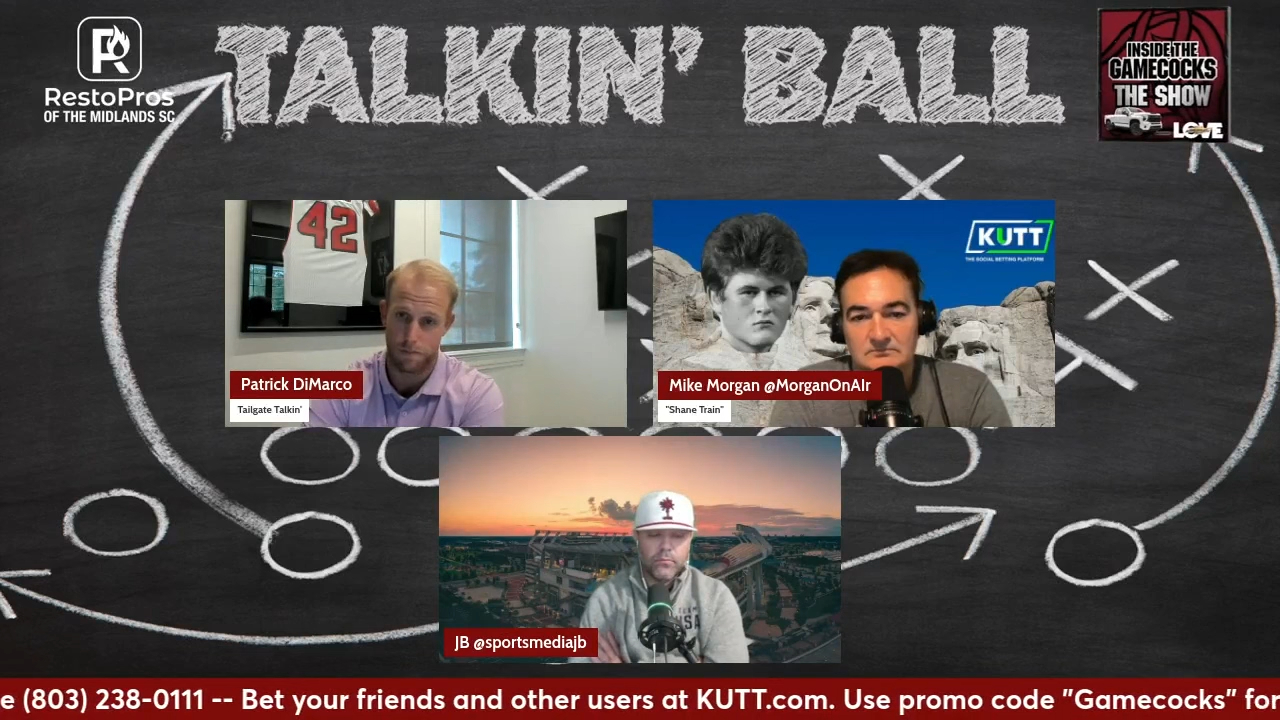 TALKIN' BALL
RestoPros
OF THE MIDLANDS SC
INSIDE THE
GAMECOCKS
THE SHOW
LOVE
42
Patrick DiMarco
Tailgate Talkin'
KUTT
THE SOCIAL BETTING PLATFORM
Mike Morgan @MorganOnAIr
"Shane Train"
JB @sportsmediajb
e (803) 238-0111 -- Bet your friends and other users at KUTT.com. Use promo code "Gamecocks" for